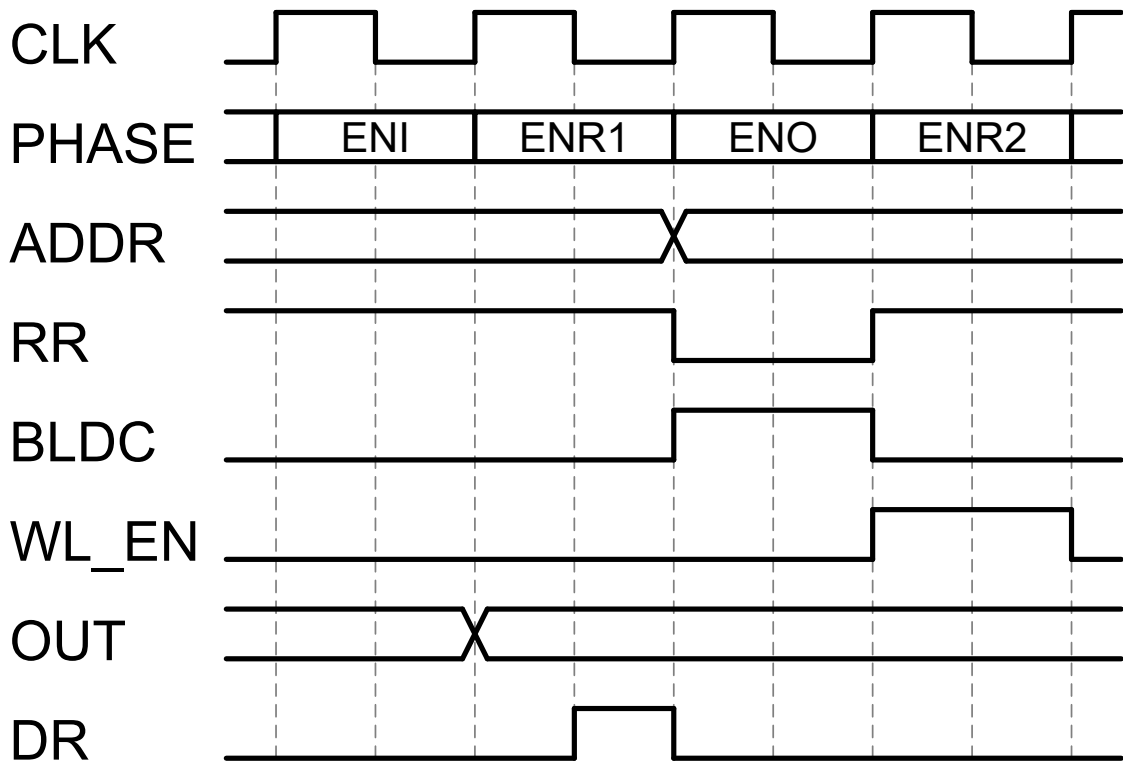 CLK
PHASE ENI ENR1 ENO ENR2
ADDR
RR
BLDC
WL_EN
OUT
DR